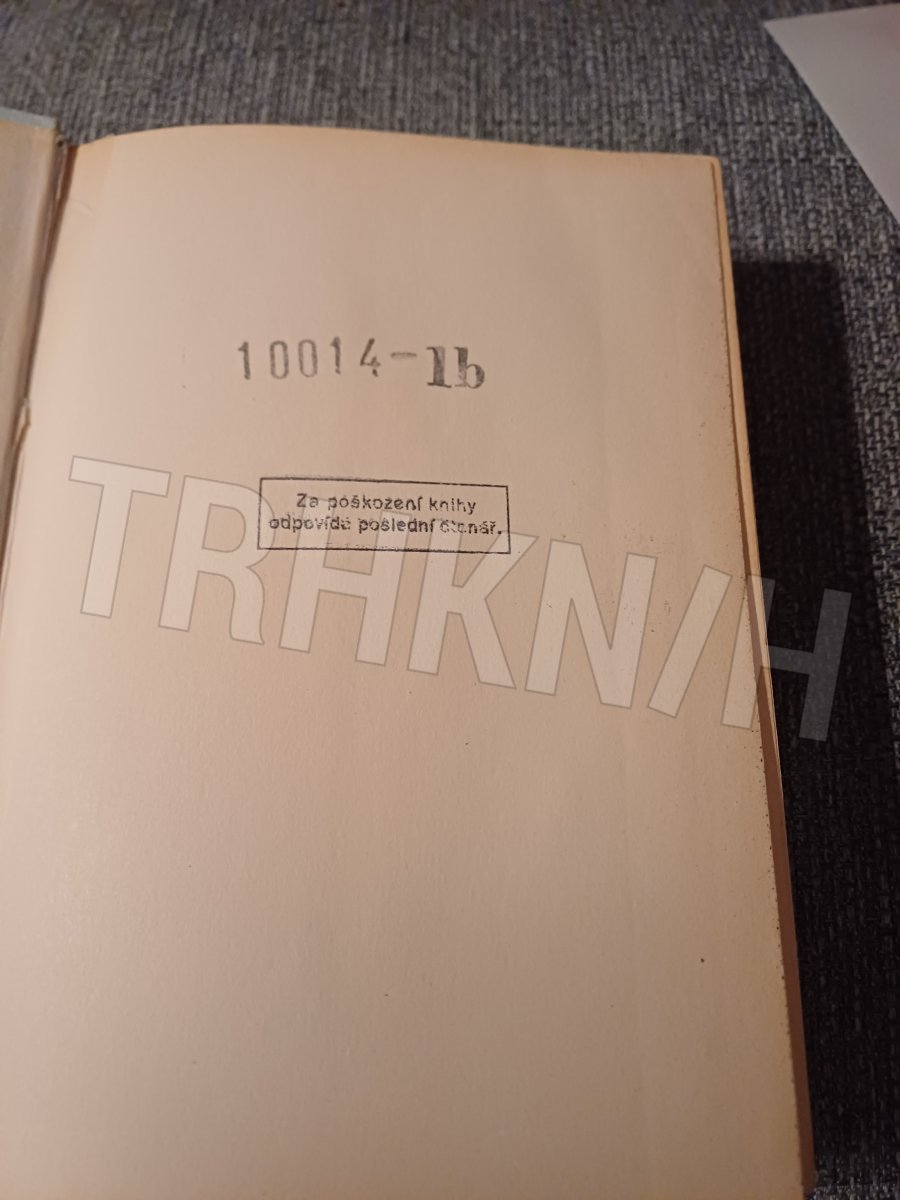 10014-1b
Za poškození knihy
odpovídá poslední čtenář.
TRHKNIH